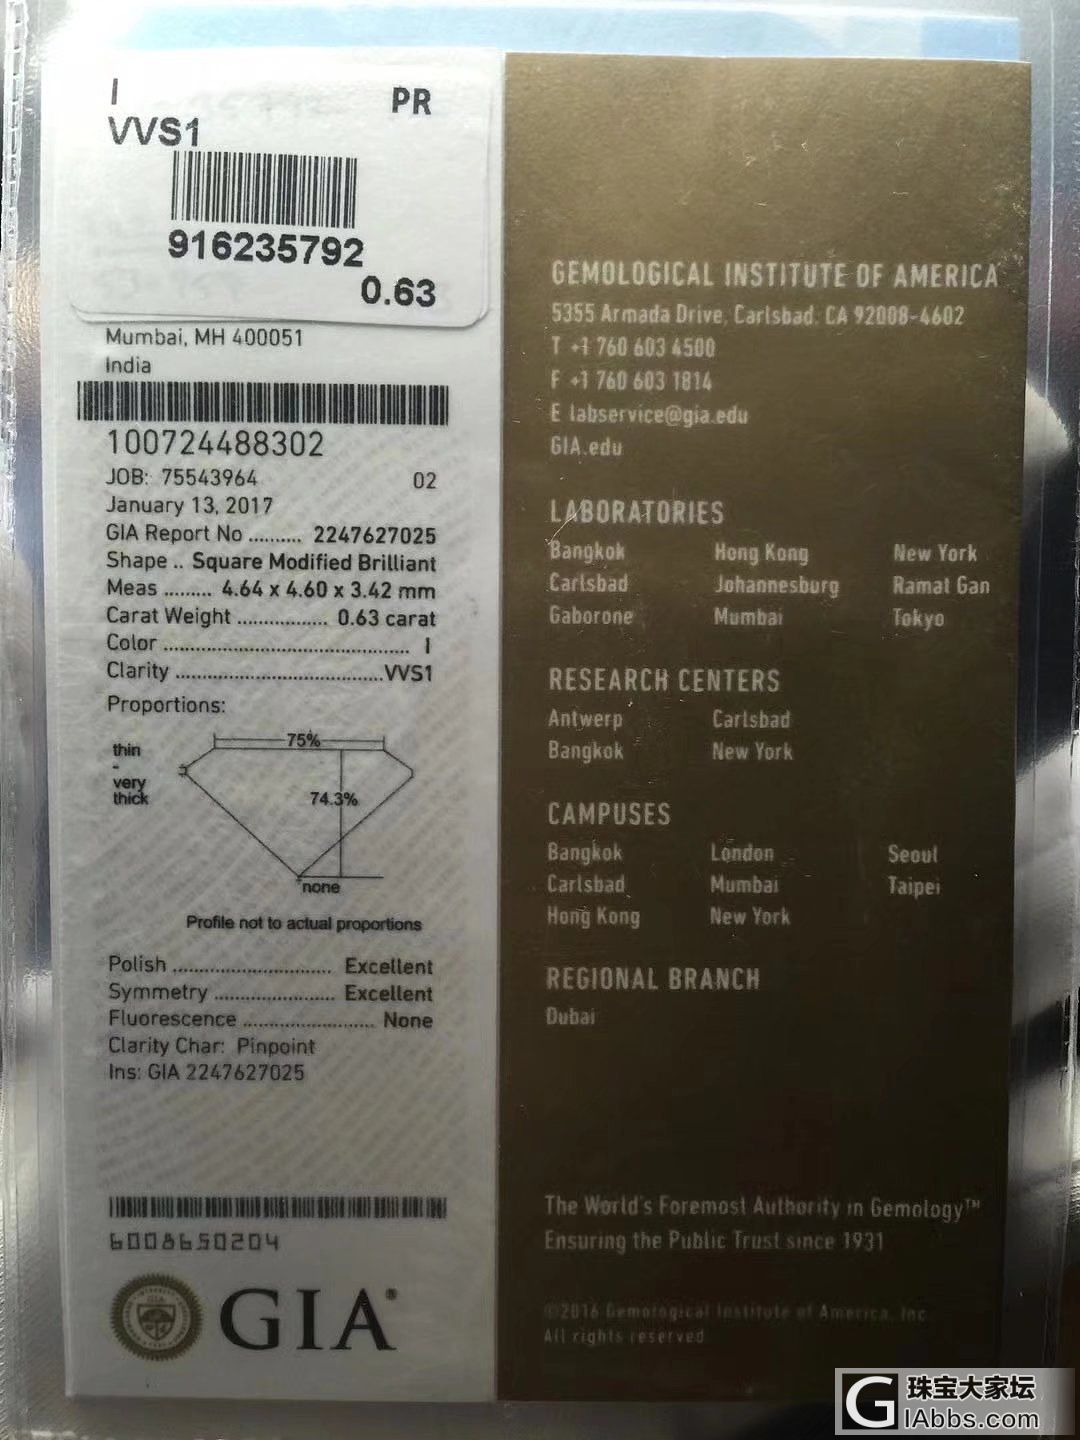 I
PR
VVS1
916235792
0.63
Mumbai, MH 400051
India
100724488302
JOB: 75543964 02
January 13, 2017
GIA Report No .......... 2247627025
Shape .. Square Modified Brilliant
Meas ......... 4.64 x 4.60 x 3.42 mm
Carat Weight ................. 0.63 carat
Color ............................................. I
Clarity ......................................VVS1
Proportions:
75%
thin
-
very
thick
74.3%
none
Profile not to actual proportions
Polish ............................. Excellent
Symmetry ...................... Excellent
Fluorescence ........................ None
Clarity Char: Pinpoint
Ins: GIA 2247627025
6008650204
GIA®
GEMOLOGICAL INSTITUTE OF AMERICA
5355 Armada Drive, Carlsbad, CA 92008-4602
T +1 760 603 4500
F +1 760 603 1814
E labservice@gia.edu
GIA.edu
LABORATORIES
Bangkok Hong Kong New York
Carlsbad Johannesburg Ramat Gan
Gaborone Mumbai Tokyo
RESEARCH CENTERS
Antwerp Carlsbad
Bangkok New York
CAMPUSES
Bangkok London Seoul
Carlsbad Mumbai Taipei
Hong Kong New York
REGIONAL BRANCH
Dubai
The World's Foremost Authority in Gemology™
Ensuring the Public Trust since 1931
©2016 Gemological Institute of America, Inc.
All rights reserved
G 珠宝大家坛
GIAbbs.com